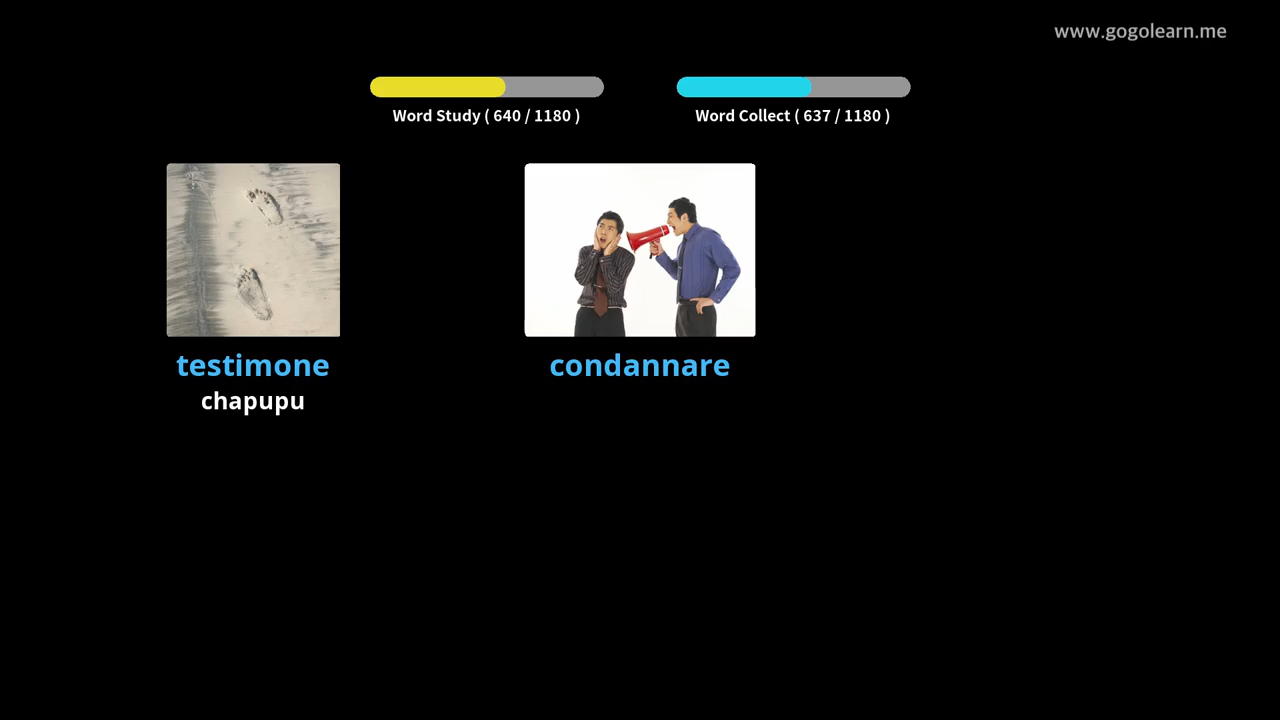 www.gogolearn.me
Word Study ( 640 / 1180 )
Word Collect ( 637 / 1180 )
testimone
chapupu
condannare